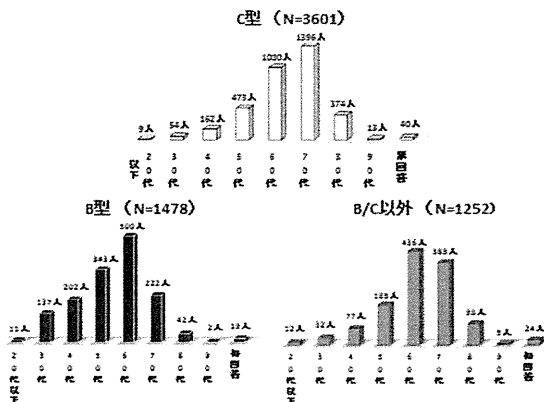 C型 (N=3601)
9人 54人 162人 473人 1080人 1396人 374人 13人 40人
20代以下 30代 40代 50代 60代 70代 80代 90代 無回答
B型 (N=1478)
11人 137人 202人 343人 222人 42人 2人 13人
20代以下 30代 40代 50代 60代 70代 80代 90代 無回答
B/C以外 (N=1252)
12人 32人 77人 436人 383人 24人
20代以下 30代 40代 50代 60代 70代 80代 90代 無回答